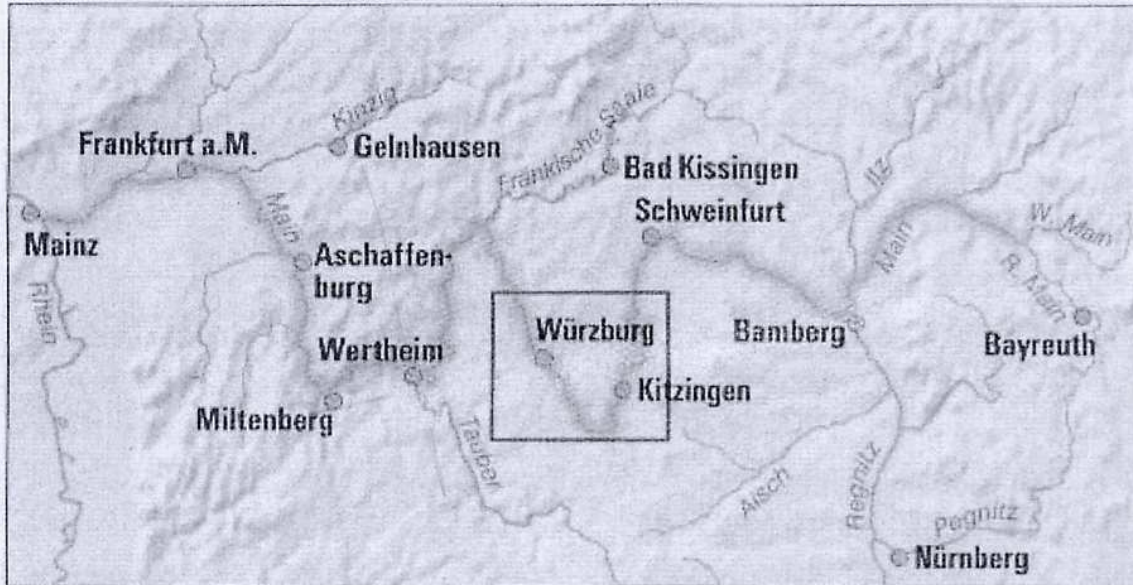 Kinzig
Frankfurt a.M.
Gelnhausen
Fränkische Saale
Bad Kissingen
Itz
Schweinfurt
Mainz
Main
Main
W. Main
Aschaffen-
burg
R. Main
Rhein
Würzburg
Bamberg
Bayreuth
Wertheim
Kitzingen
Miltenberg
Tauber
Aisch
Regnitz
Pegnitz
Nürnberg